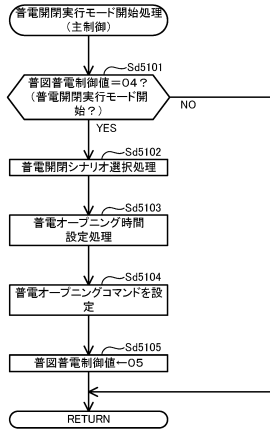 普電開閉実行モード開始処理
(主制御)
Sd5101
普図普電制御値=04?
(普電開閉実行モード開
始?)
NO
YES
Sd5102
普電開閉シナリオ選択処理
Sd5103
普電オープニング時間
設定処理
Sd5104
普電オープニングコマンドを設
定
Sd5105
普図普電制御値←05
RETURN